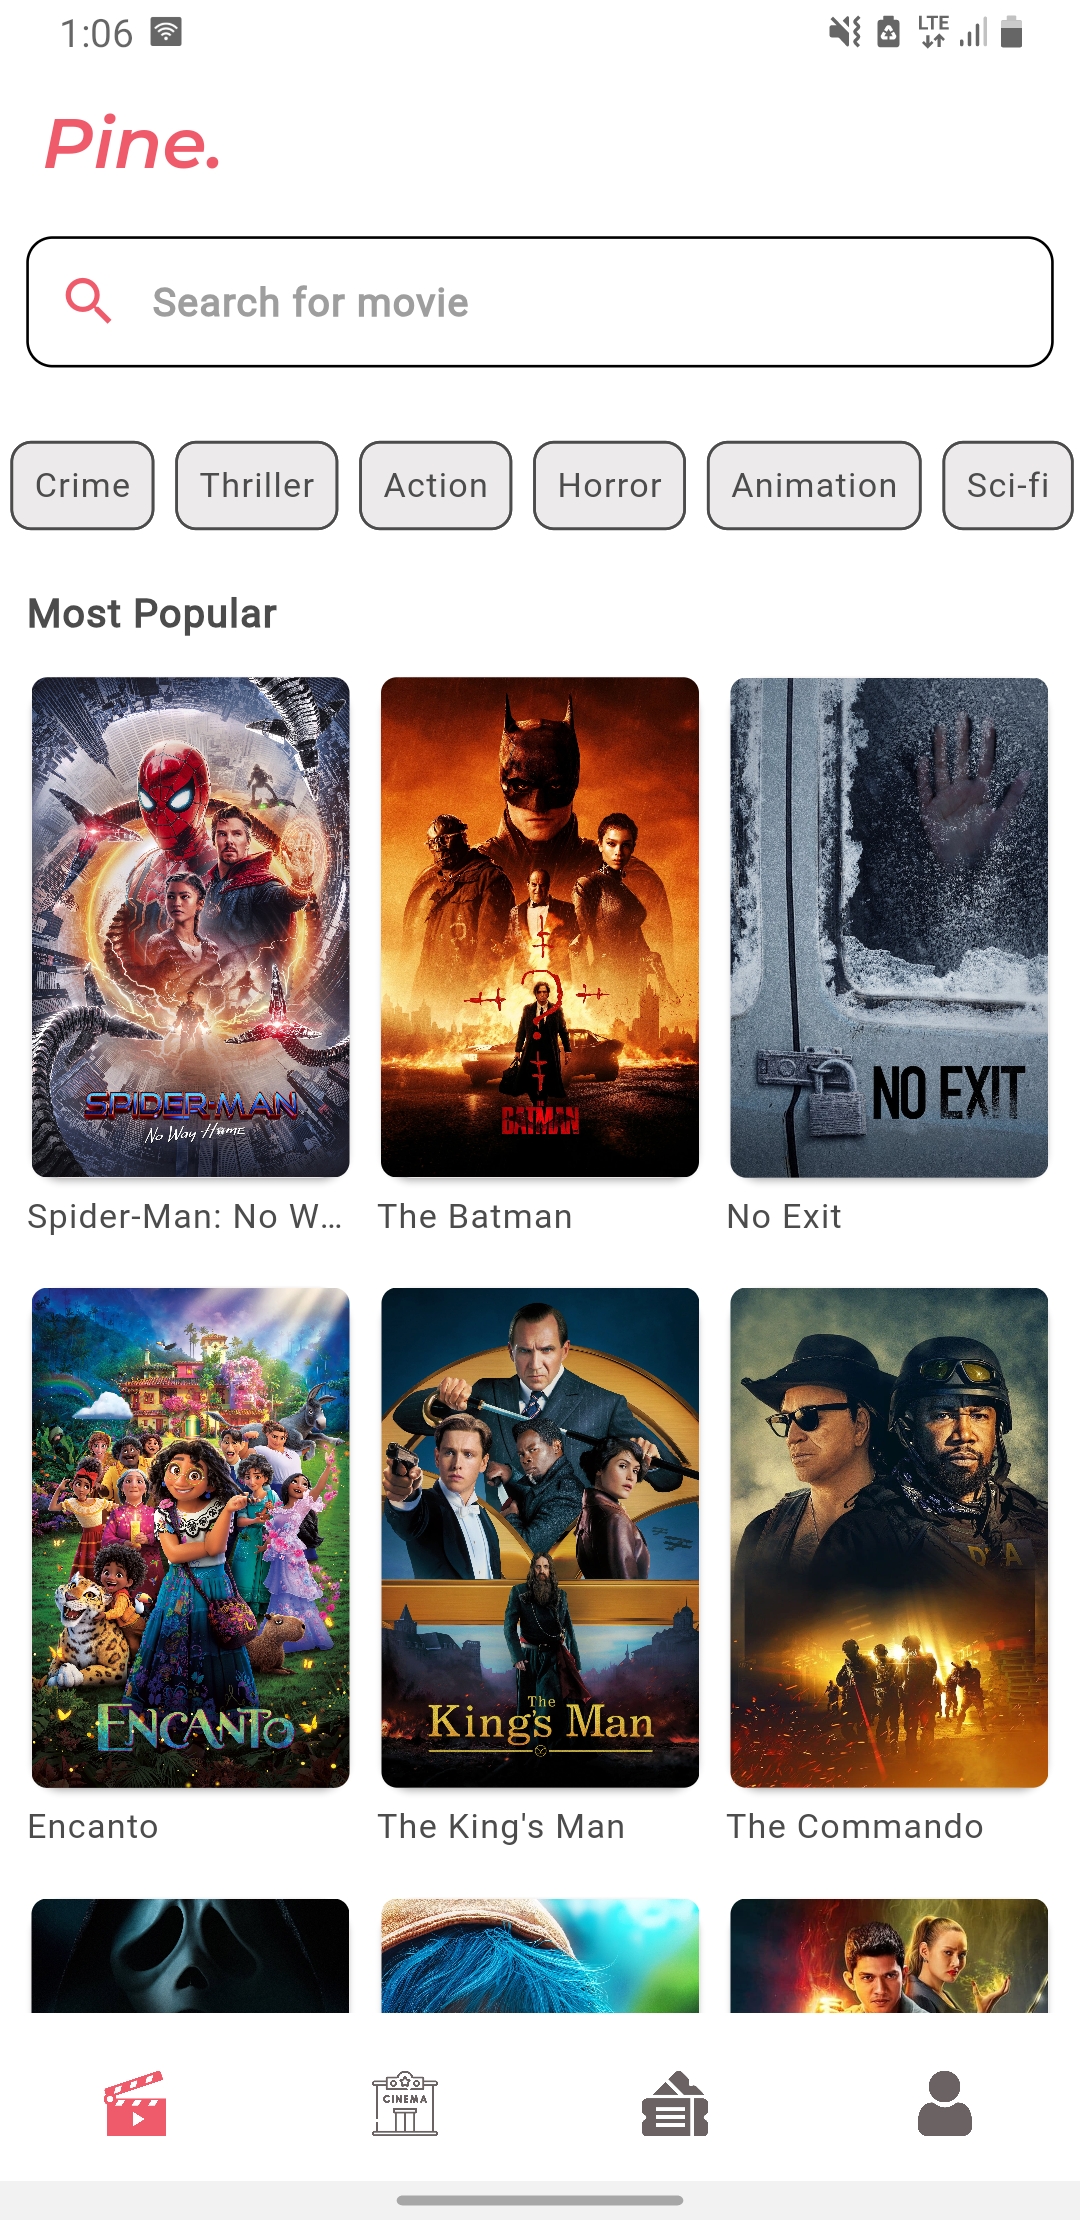 1:06
LTE
Pine.
Search for movie
Crime
Thriller
Action
Horror
Animation
Sci-fi
Most Popular
SPIDER-MAN
No Way Home
THE BATMAN
NO EXIT
Spider-Man: No W...
The Batman
No Exit
ENCANTO
The
King's Man
Encanto
The King's Man
The Commando
CINEMA